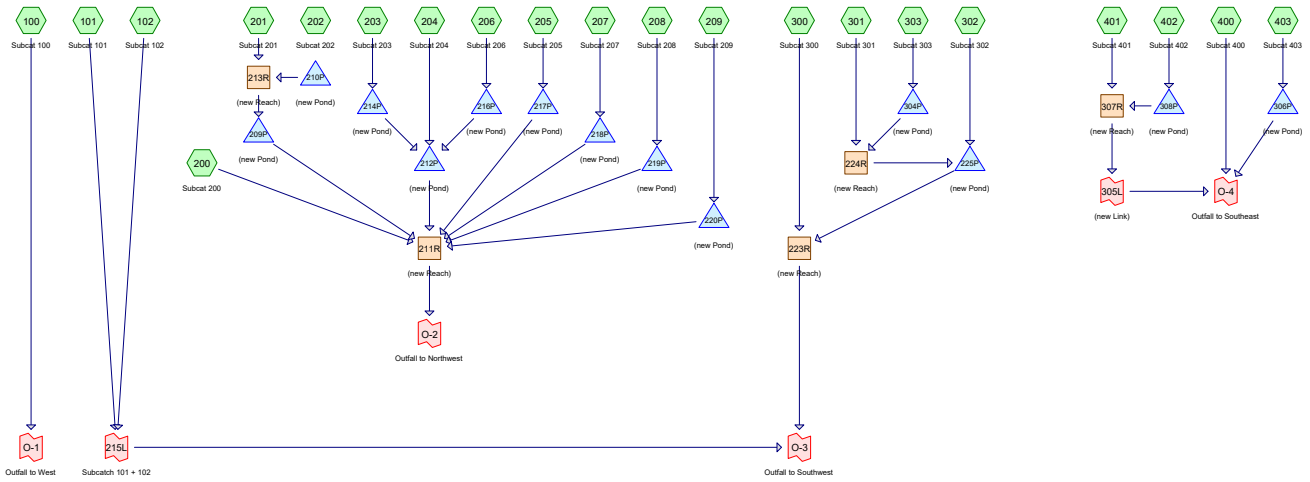 100
101
102
201
202
203
204
206
205
207
208
209
300
301
303
302
401
402
400
403
Subcat 100
Subcat 101
Subcat 102
Subcat 201
Subcat 202
Subcat 203
Subcat 204
Subcat 206
Subcat 205
Subcat 207
Subcat 208
Subcat 209
Subcat 300
Subcat 301
Subcat 303
Subcat 302
Subcat 401
Subcat 402
Subcat 400
Subcat 403
213R
210P
(new Reach)
(new Pond)
214P
216P
217P
304P
307R
308P
306P
(new Pond)
(new Pond)
(new Pond)
(new Pond)
(new Reach)
(new Pond)
(new Pond)
209P
218P
(new Pond)
(new Pond)
200
212P
219P
224R
225P
Subcat 200
(new Pond)
(new Pond)
(new Reach)
(new Pond)
305L
O-4
(new Link)
Outfall to Southeast
220P
(new Pond)
211R
223R
(new Reach)
(new Reach)
O-2
Outfall to Northwest
O-1
215L
O-3
Outfall to West
Subcatch 101 + 102
Outfall to Southwest